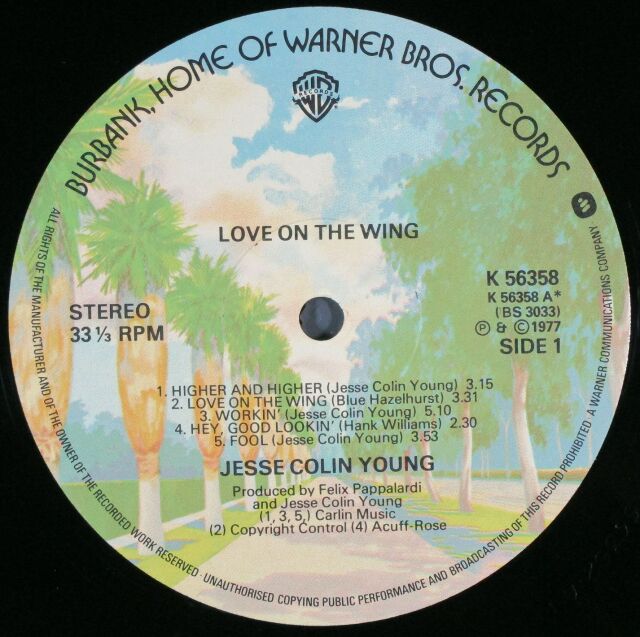 BURBANK, HOME OF WARNER BROS. RECORDS
RECORDS
LOVE ON THE WING
STEREO
33 1/3 RPM
K 56358
K 56358 A*
(BS 3033)
Ⓟ & © 1977
SIDE 1
1. HIGHER AND HIGHER (Jesse Colin Young) 3.15
2. LOVE ON THE WING (Blue Hazelhurst) 3.31
3. WORKIN' (Jesse Colin Young) 5.10
4. HEY, GOOD LOOKIN' (Hank Williams) 2.30
5. FOOL (Jesse Colin Young) 3.53
JESSE COLIN YOUNG
Produced by Felix Pappalardi
and Jesse Colin Young
(1, 3, 5,) Carlin Music
(2) Copyright Control (4) Acuff-Rose
ALL RIGHTS OF THE MANUFACTURER AND OF THE OWNER OF THE RECORDED WORK RESERVED · UNAUTHORISED COPYING PUBLIC PERFORMANCE AND BROADCASTING OF THIS RECORD PROHIBITED · A WARNER COMMUNICATIONS COMPANY